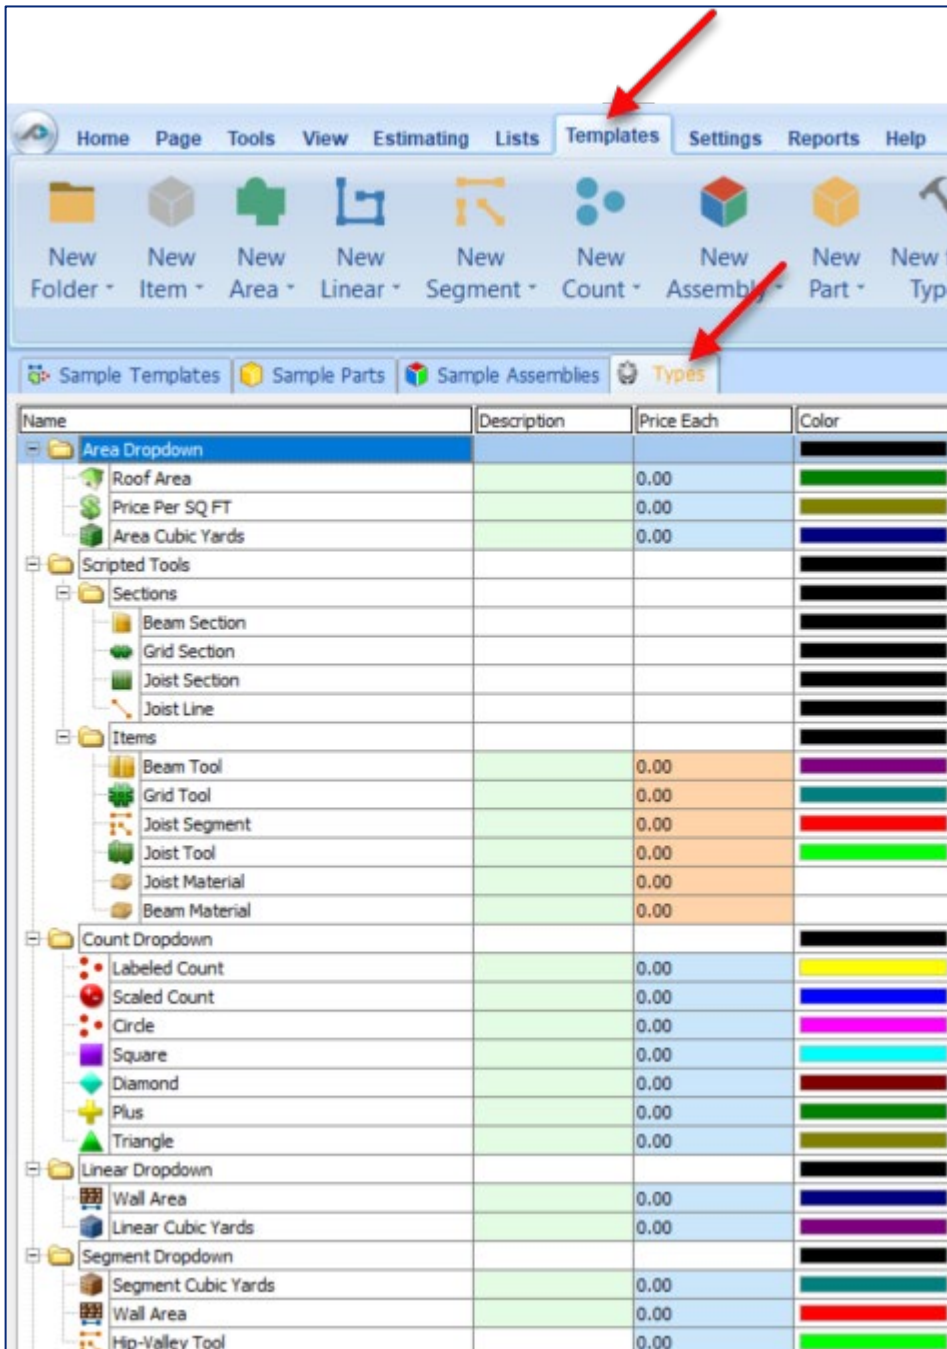 Home Page Tools View Estimating Lists Templates Settings Reports Help
New Folder New Item New Area New Linear New Segment New Count New Assembly New Part New
Sample Templates Sample Parts Sample Assemblies Types
Name Description Price Each Color
Area Dropdown
Roof Area 0.00
Price Per SQ FT 0.00
Area Cubic Yards 0.00
Scripted Tools
Sections
Beam Section
Grid Section
Joist Section
Joist Line
Items
Beam Tool 0.00
Grid Tool 0.00
Joist Segment 0.00
Joist Tool 0.00
Joist Material 0.00
Beam Material 0.00
Count Dropdown
Labeled Count 0.00
Scaled Count 0.00
Circle 0.00
Square 0.00
Diamond 0.00
Plus 0.00
Triangle 0.00
Linear Dropdown
Wall Area 0.00
Linear Cubic Yards 0.00
Segment Dropdown
Segment Cubic Yards 0.00
Wall Area 0.00
Hip-Valley Tool 0.00